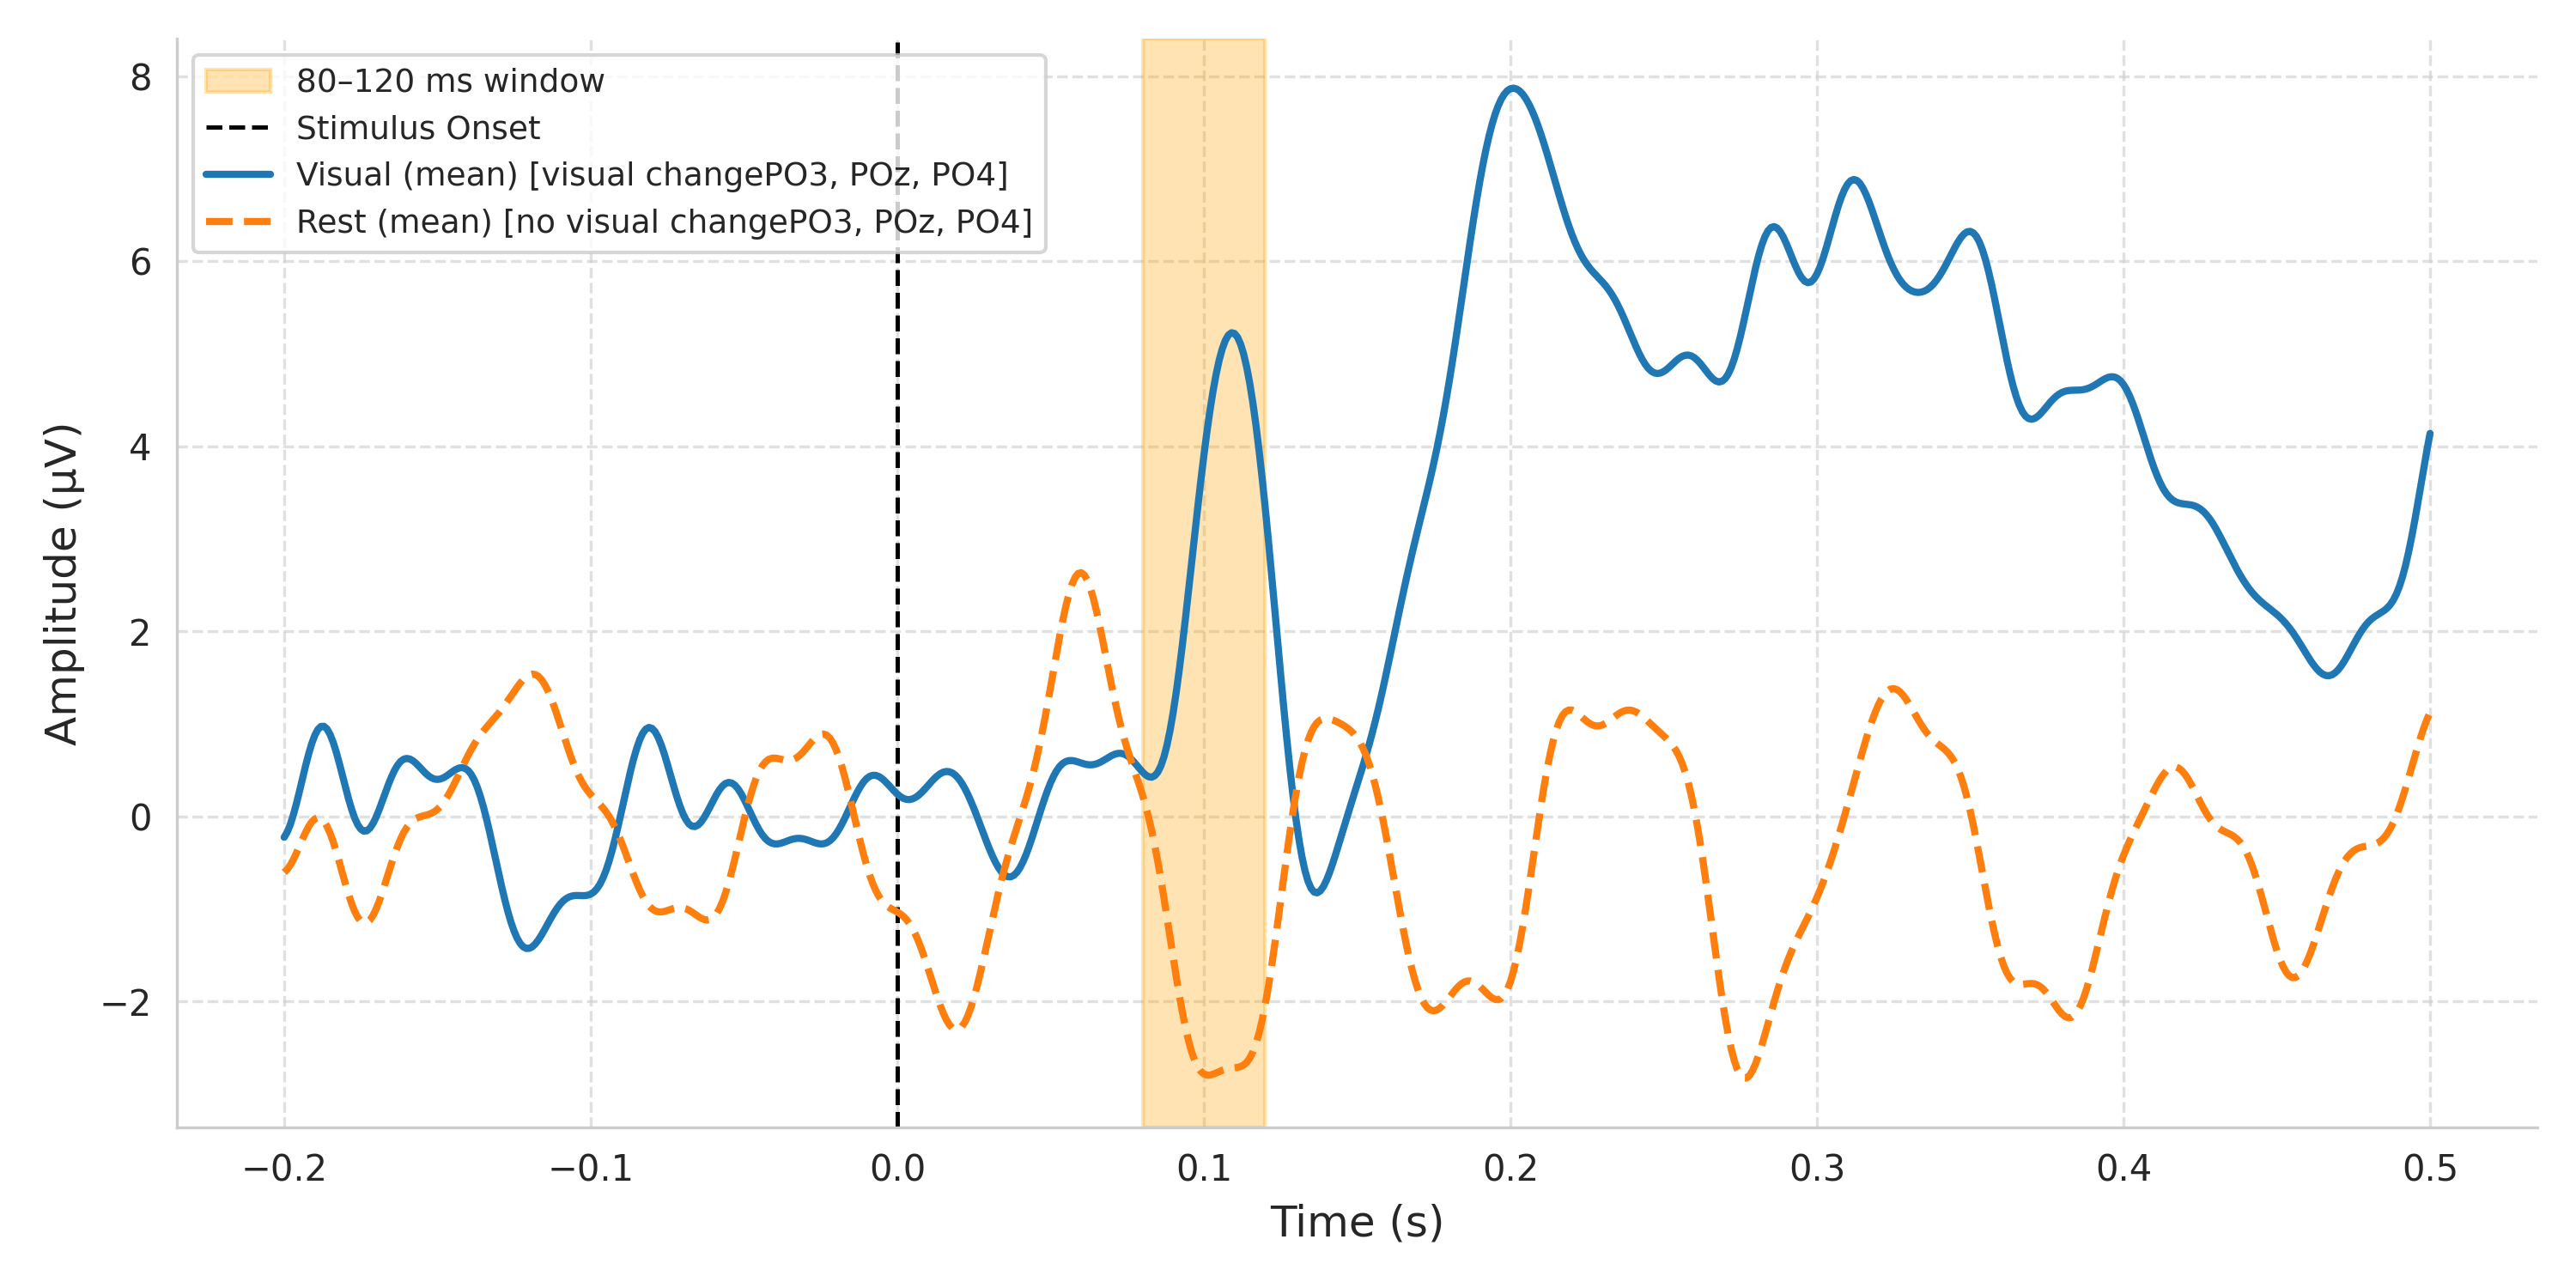 80–120 ms window
Stimulus Onset
Visual (mean) [visual changePO3, POz, PO4]
Rest (mean) [no visual changePO3, POz, PO4]
8
6
4
2
0
−2
Amplitude (µV)
−0.2 −0.1 0.0 0.1 0.2 0.3 0.4 0.5
Time (s)